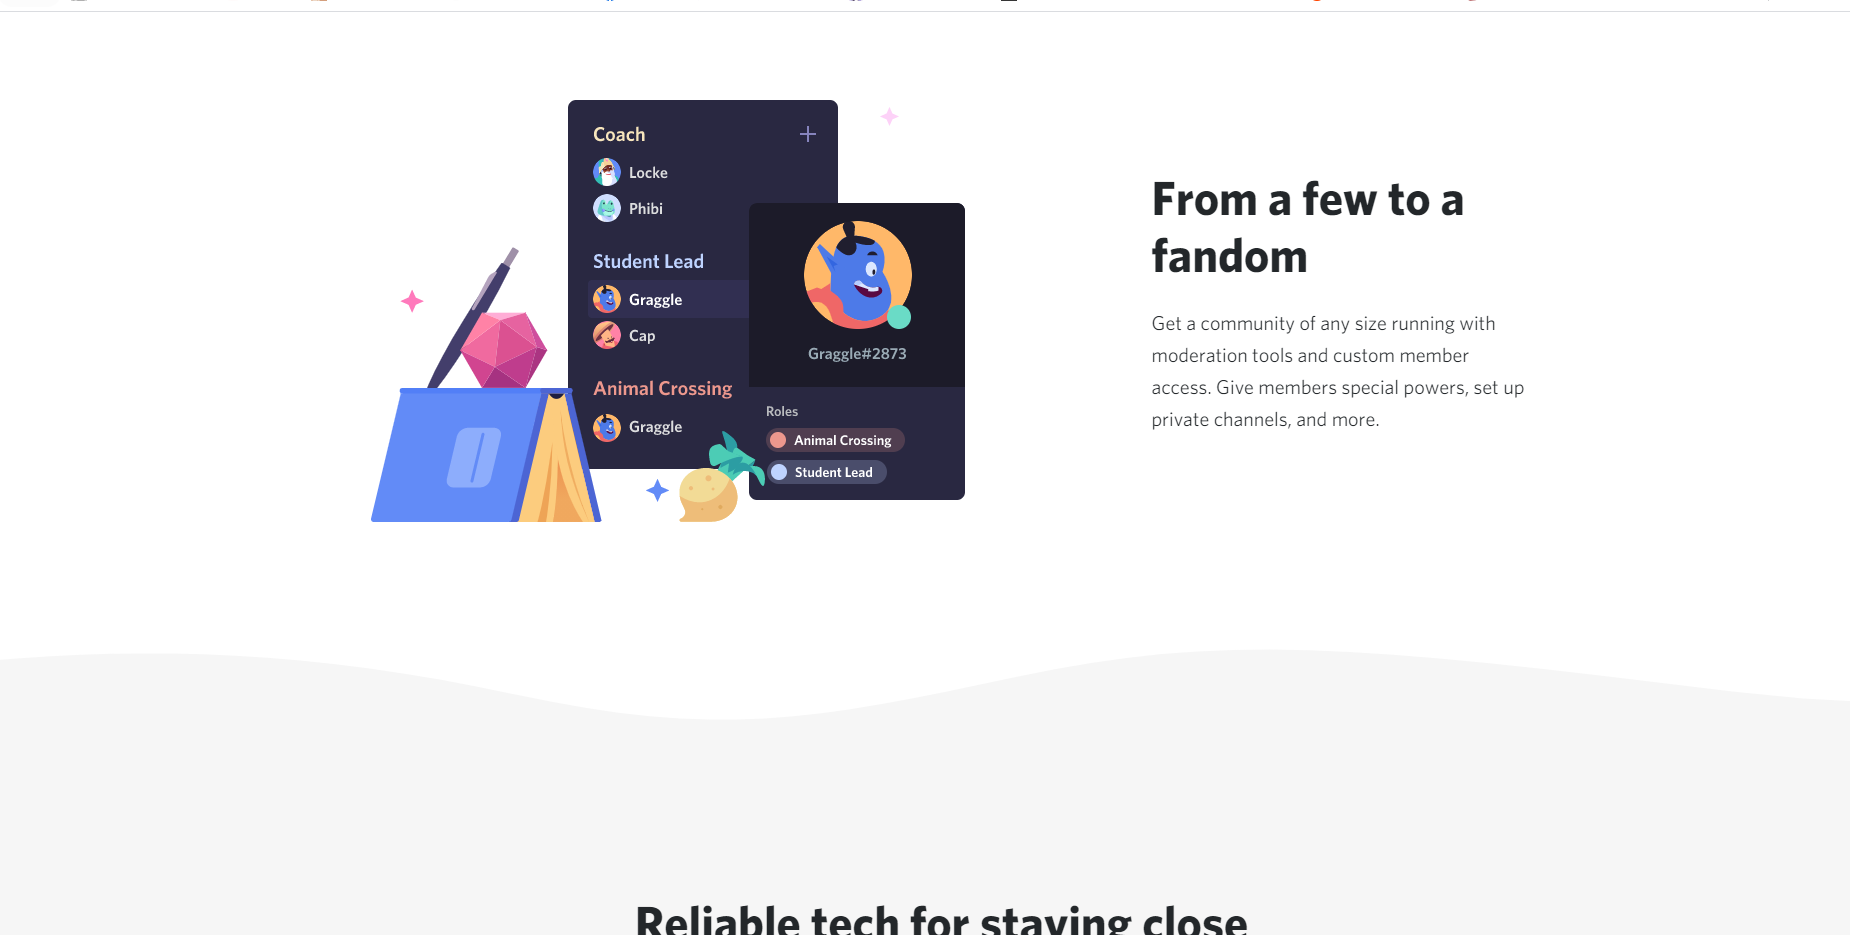 Coach
Locke
Phibi
Student Lead
Graggle
Cap
Animal Crossing
Graggle
Graggle#2873
Roles
Animal Crossing
Student Lead
From a few to a
fandom
Get a community of any size running with
moderation tools and custom member
access. Give members special powers, set up
private channels, and more.
Reliable tech for staying close